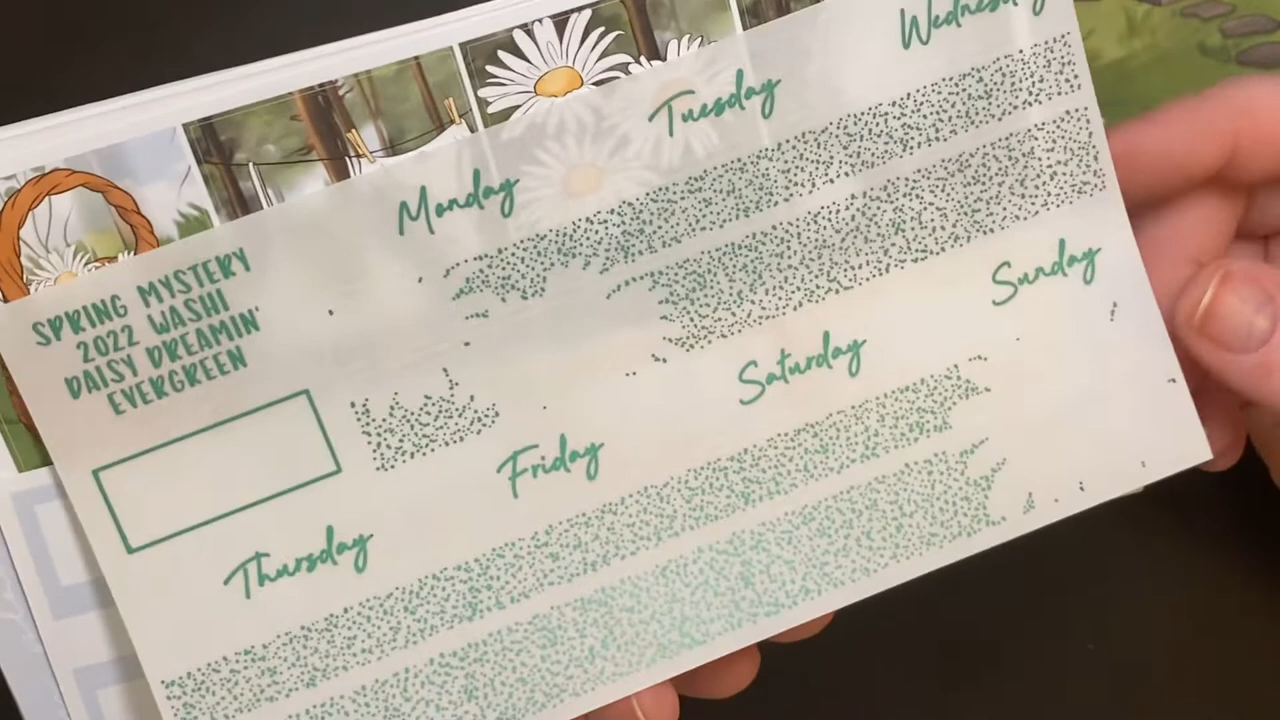 Wednesday
Tuesday
Monday
SPRING MYSTERY
2022 WASHI
DAISY DREAMIN'
EVERGREEN
Sunday
Saturday
Friday
Thursday